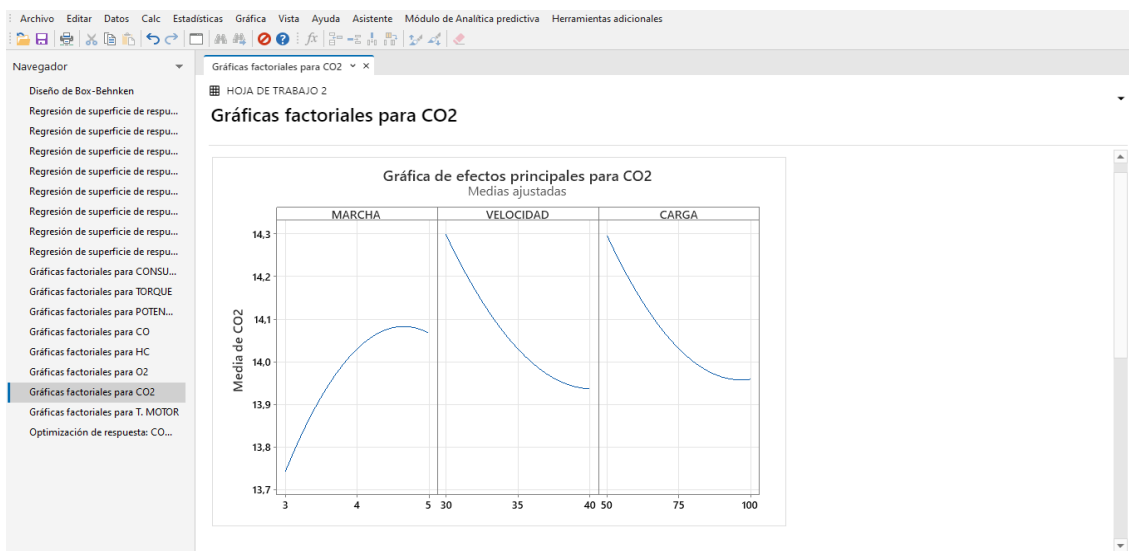 Archivo Editar Datos Calc Estadísticas Gráfica Vista Ayuda Asistente Módulo de Analítica predictiva Herramientas adicionales
Navegador
Gráficas factoriales para CO2
Diseño de Box-Behnken
Regresión de superficie de respu...
Regresión de superficie de respu...
Regresión de superficie de respu...
Regresión de superficie de respu...
Regresión de superficie de respu...
Regresión de superficie de respu...
Regresión de superficie de respu...
Regresión de superficie de respu...
Gráficas factoriales para CONSU...
Gráficas factoriales para TORQUE
Gráficas factoriales para POTEN...
Gráficas factoriales para CO
Gráficas factoriales para HC
Gráficas factoriales para O2
Gráficas factoriales para CO2
Gráficas factoriales para T. MOTOR
Optimización de respuesta: CO...
HOJA DE TRABAJO 2
Gráficas factoriales para CO2
Gráfica de efectos principales para CO2
Medias ajustadas
MARCHA VELOCIDAD CARGA
Media de CO2
14,3
14,2
14,1
14,0
13,9
13,8
13,7
3 4 5 30 35 40 50 75 100